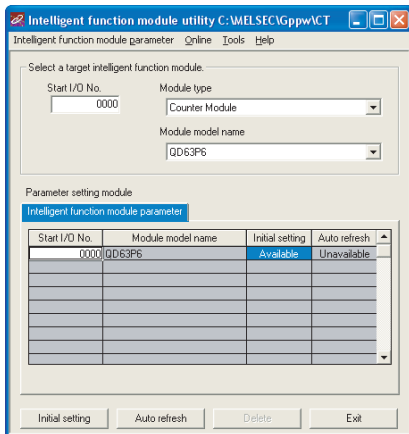 Intelligent function module utility C:\MELSEC\Gppw\CT
Intelligent function module parameter Online Tools Help
Select a target intelligent function module.
Start I/O No. Module type
0000 Counter Module
Module model name
QD63P6
Parameter setting module
Intelligent function module parameter
Start I/O No. Module model name Initial setting Auto refresh
0000 QD63P6 Available Unavailable
Initial setting Auto refresh Delete Exit